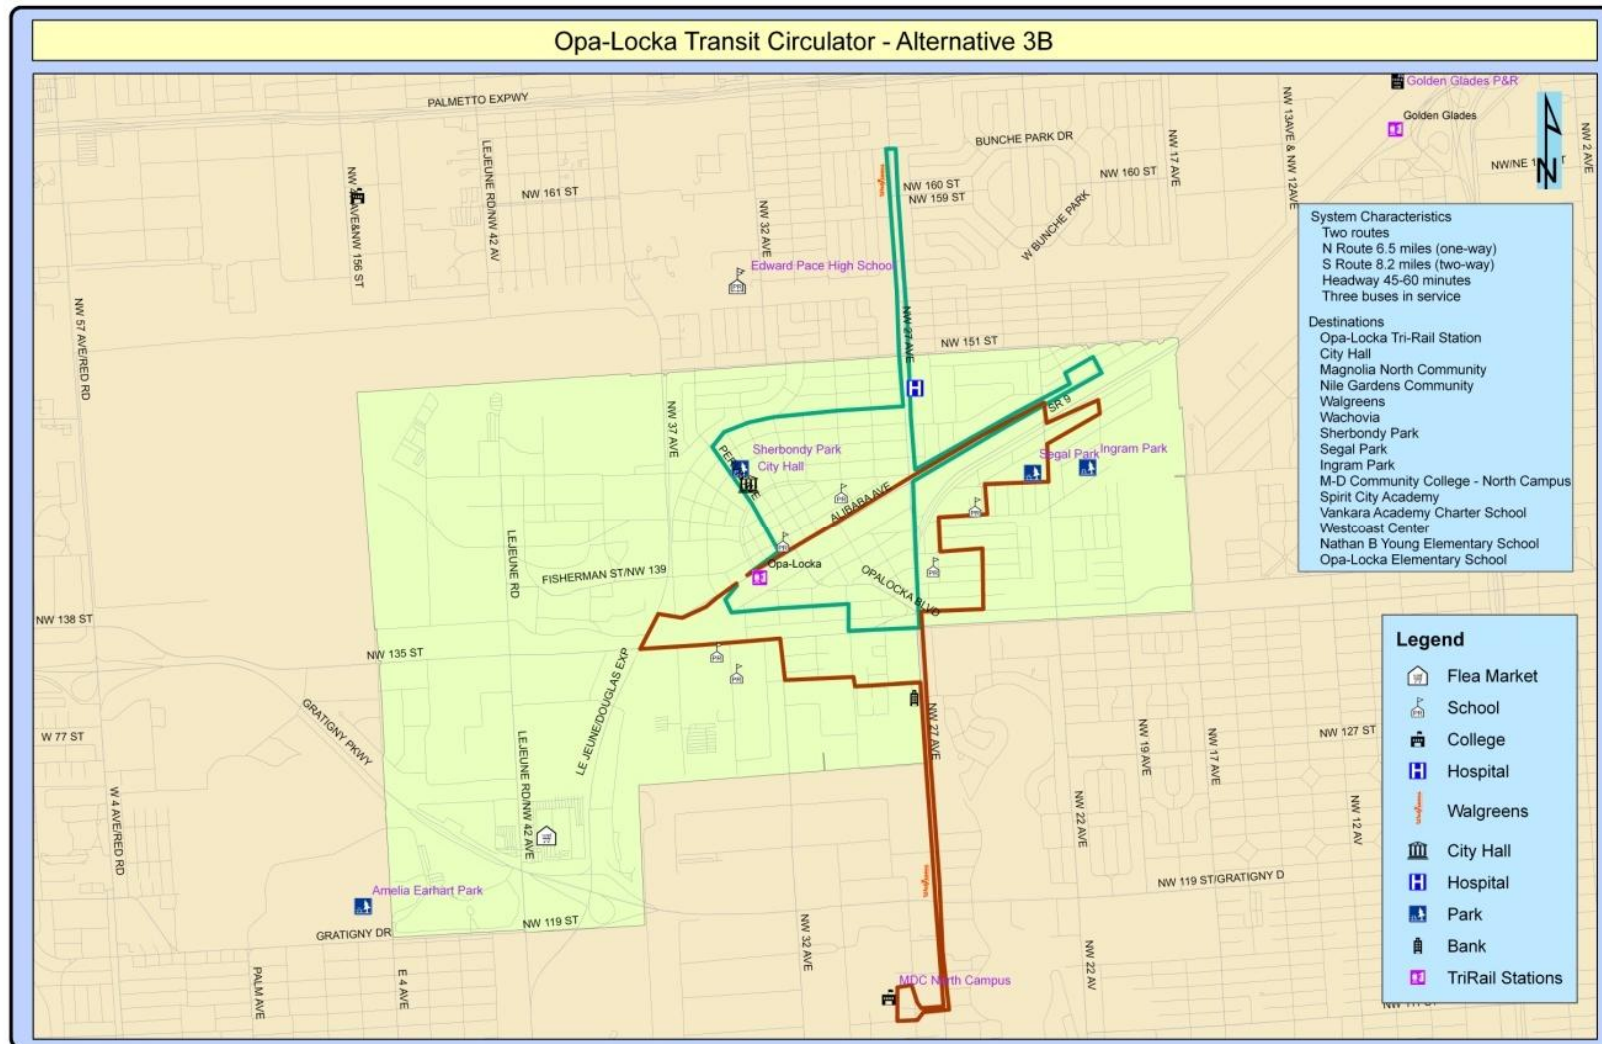 Opa-Locka Transit Circulator - Alternative 3B
PALMETTO EXPWY
Golden Glades P&R
Golden Glades
BUNCHE PARK DR
NW 17 AVE
NW 13AVE & NW 12AVE
NW 2 AVE
N
NW 160 ST
NW 160 ST
NW 159 ST
NW 161 ST
LEJEUNE RD/NW 42 AV
NW 32 AVE
W BUNCHE PARK
Edward Pace High School
NW 57 AVE/RED RD
NW 27 AVE
NW 151 ST
SR 9
NW 37 AVE
Sherbondy Park
City Hall
Segal Park
Ingram Park
ALIBABA AVE
LEJEUNE RD
FISHERMAN ST/NW 139
Opa-Locka
OPALOCKA BLVD
NW 138 ST
NW 135 ST
LE JEUNE/DOUGLAS EXP
GRATIGNY PKWY
W 77 ST
LEJEUNE RD/NW 42 AVE
NW 27 AVE
NW 19 AVE
NW 17 AVE
NW 127 ST
W 4 AVE/RED RD
NW 22 AVE
NW 12 AV
NW 119 ST/GRATIGNY D
Amelia Earhart Park
GRATIGNY DR
NW 119 ST
NW 32 AVE
NW 22 AV
PALM AVE
E 4 AVE
MDC North Campus
System Characteristics
Two routes
N Route 6.5 miles (one-way)
S Route 8.2 miles (two-way)
Headway 45-60 minutes
Three buses in service
Destinations
Opa-Locka Tri-Rail Station
City Hall
Magnolia North Community
Nile Gardens Community
Walgreens
Wachovia
Sherbondy Park
Segal Park
Ingram Park
M-D Community College - North Campus
Spirit City Academy
Vankara Academy Charter School
Westcoast Center
Nathan B Young Elementary School
Opa-Locka Elementary School
Legend
Flea Market
School
College
Hospital
Walgreens
City Hall
Hospital
Park
Bank
TriRail Stations